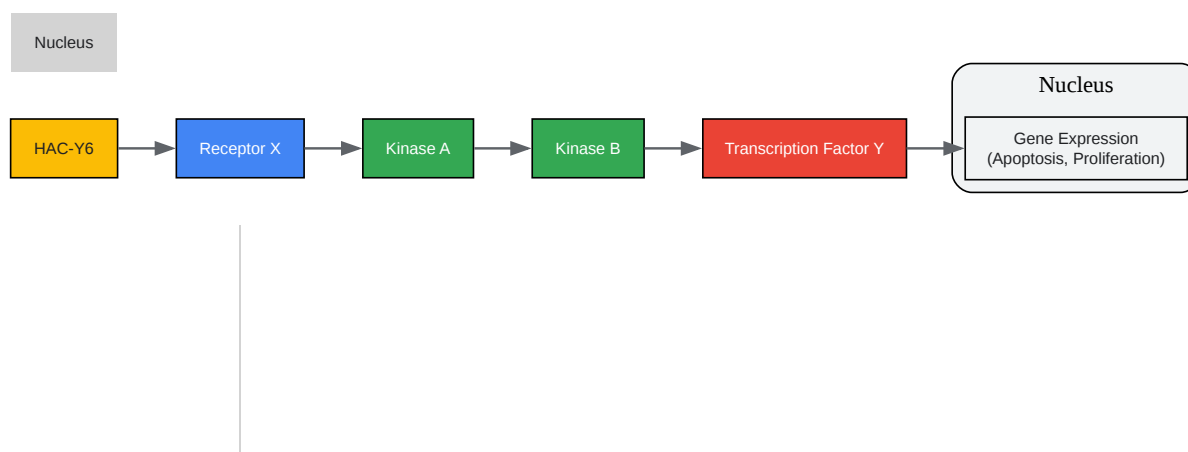 Nucleus
Nucleus
HAC-Y6
Receptor X
Kinase A
Kinase B
Transcription Factor Y
Gene Expression
(Apoptosis, Proliferation)